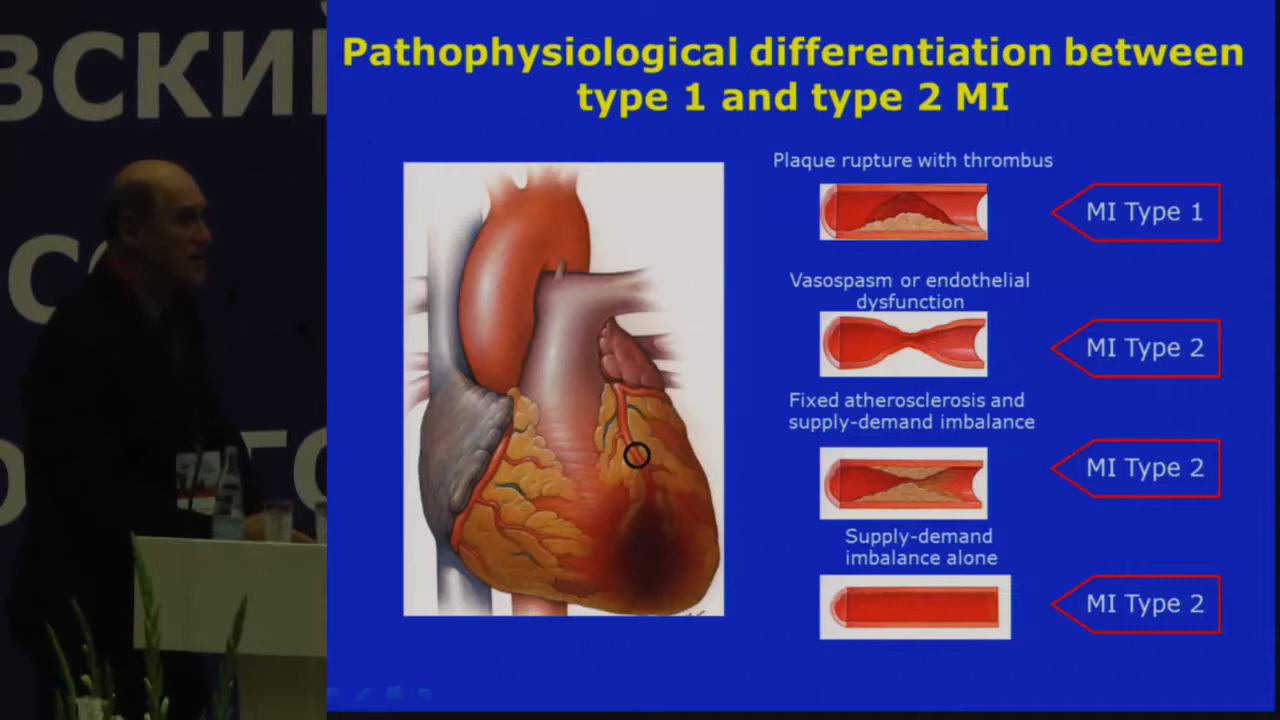 ВСКИЙ
Pathophysiological differentiation between
type 1 and type 2 MI
Plaque rupture with thrombus
MI Type 1
Vasospasm or endothelial
dysfunction
MI Type 2
Fixed atherosclerosis and
supply-demand imbalance
MI Type 2
Supply-demand
imbalance alone
MI Type 2